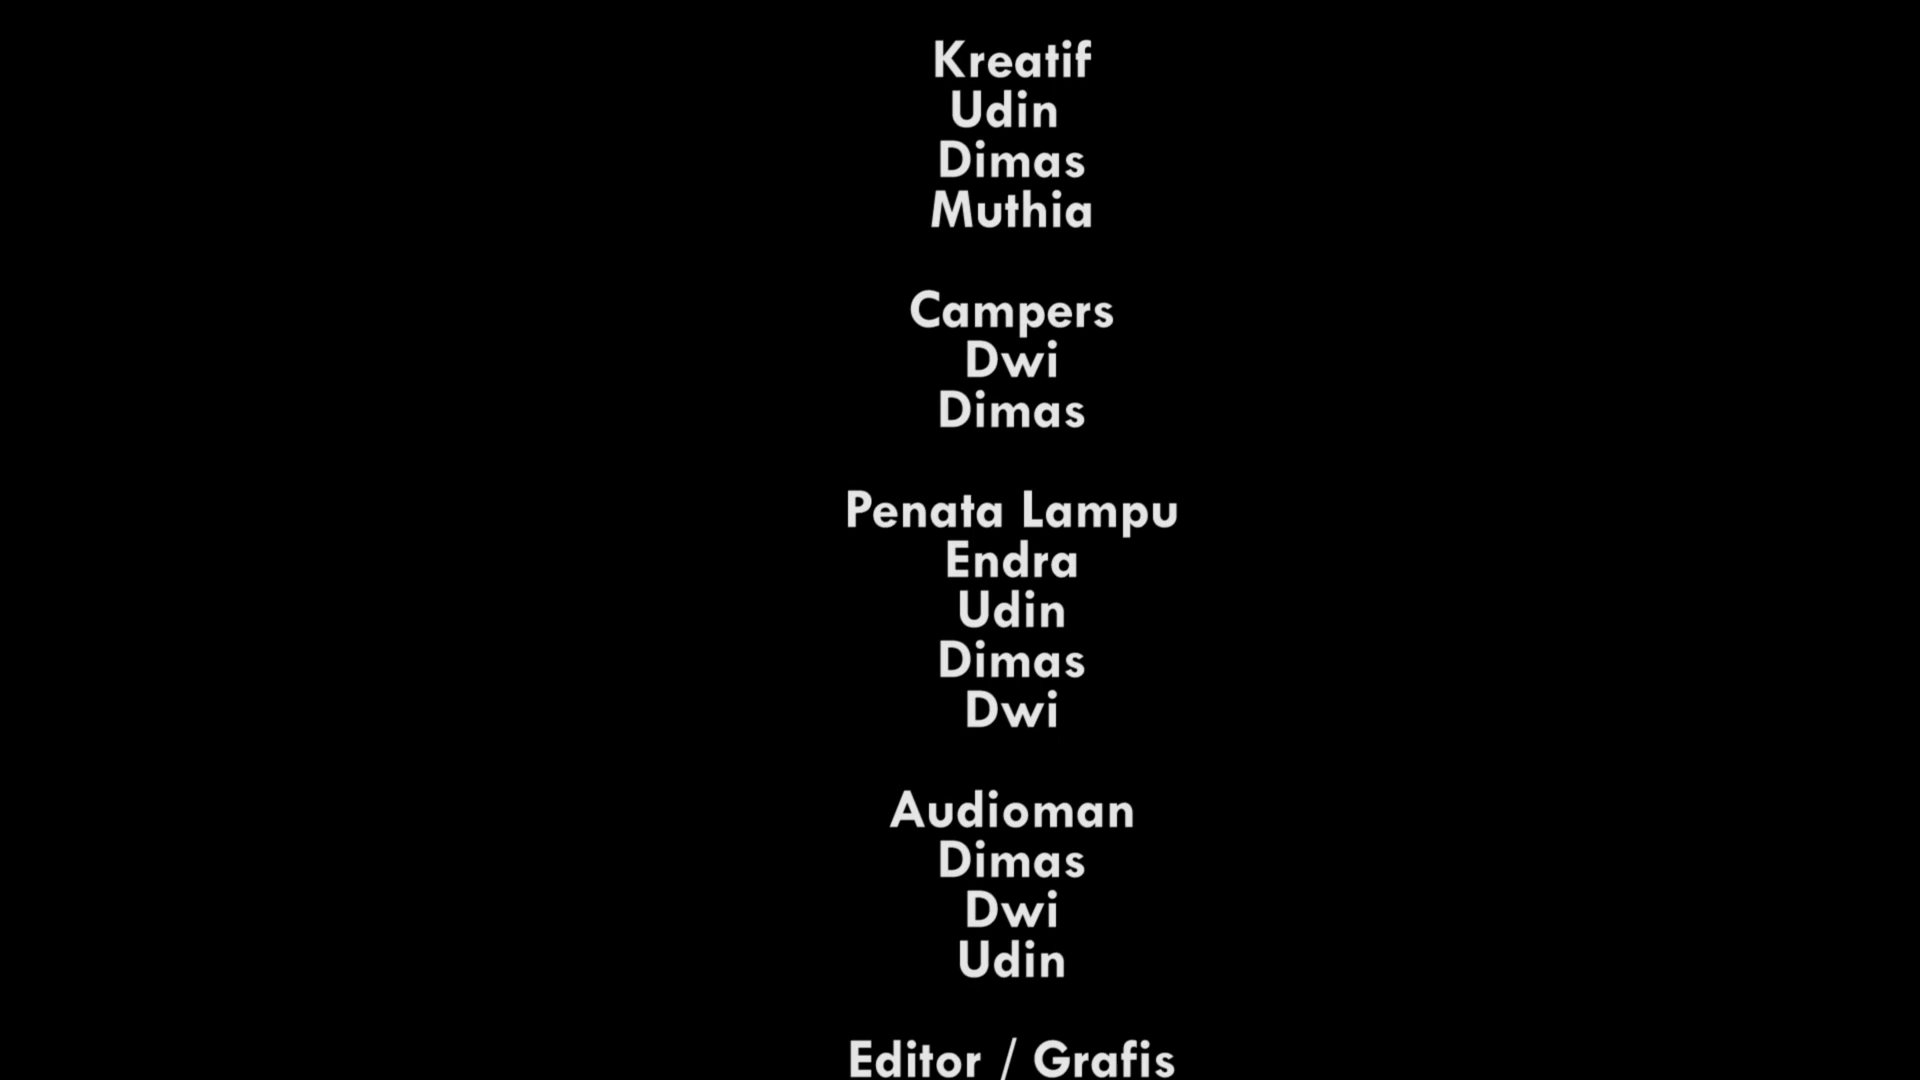 Kreatif
Udin
Dimas
Muthia
Campers
Dwi
Dimas
Penata Lampu
Endra
Udin
Dimas
Dwi
Audioman
Dimas
Dwi
Udin
Editor / Grafis